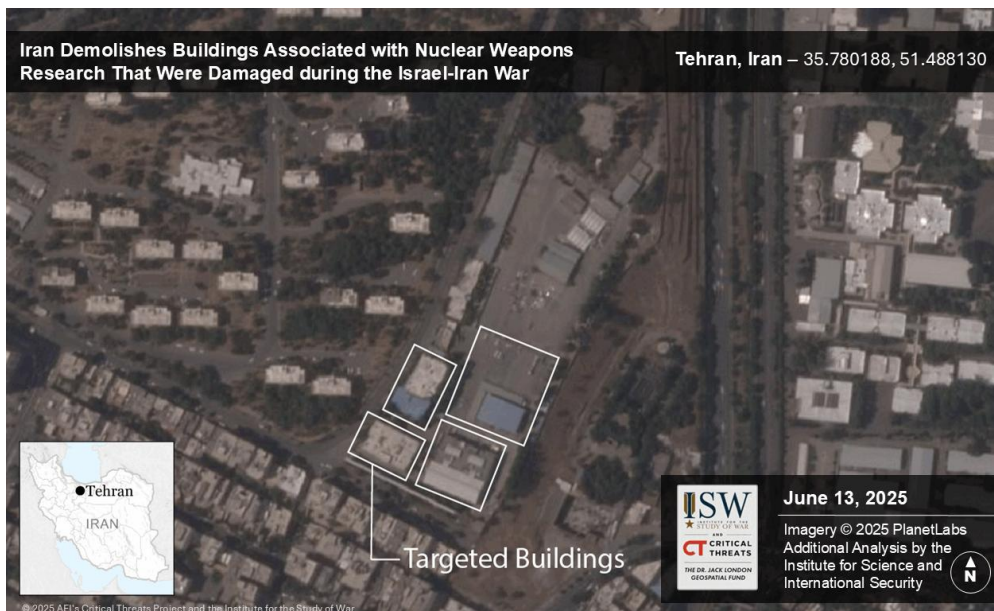 Iran Demolishes Buildings Associated with Nuclear Weapons
Research That Were Damaged during the Israel-Iran War
Tehran, Iran – 35.780188, 51.488130
Tehran
IRAN
Targeted Buildings
ISW
INSTITUTE FOR THE
STUDY OF WAR
AND
CT CRITICAL
THREATS
THE DR. JACK LONDON
GEOSPATIAL FUND
June 13, 2025
Imagery © 2025 PlanetLabs
Additional Analysis by the
Institute for Science and
International Security
N
© 2025 AEI's Critical Threats Project and the Institute for the Study of War